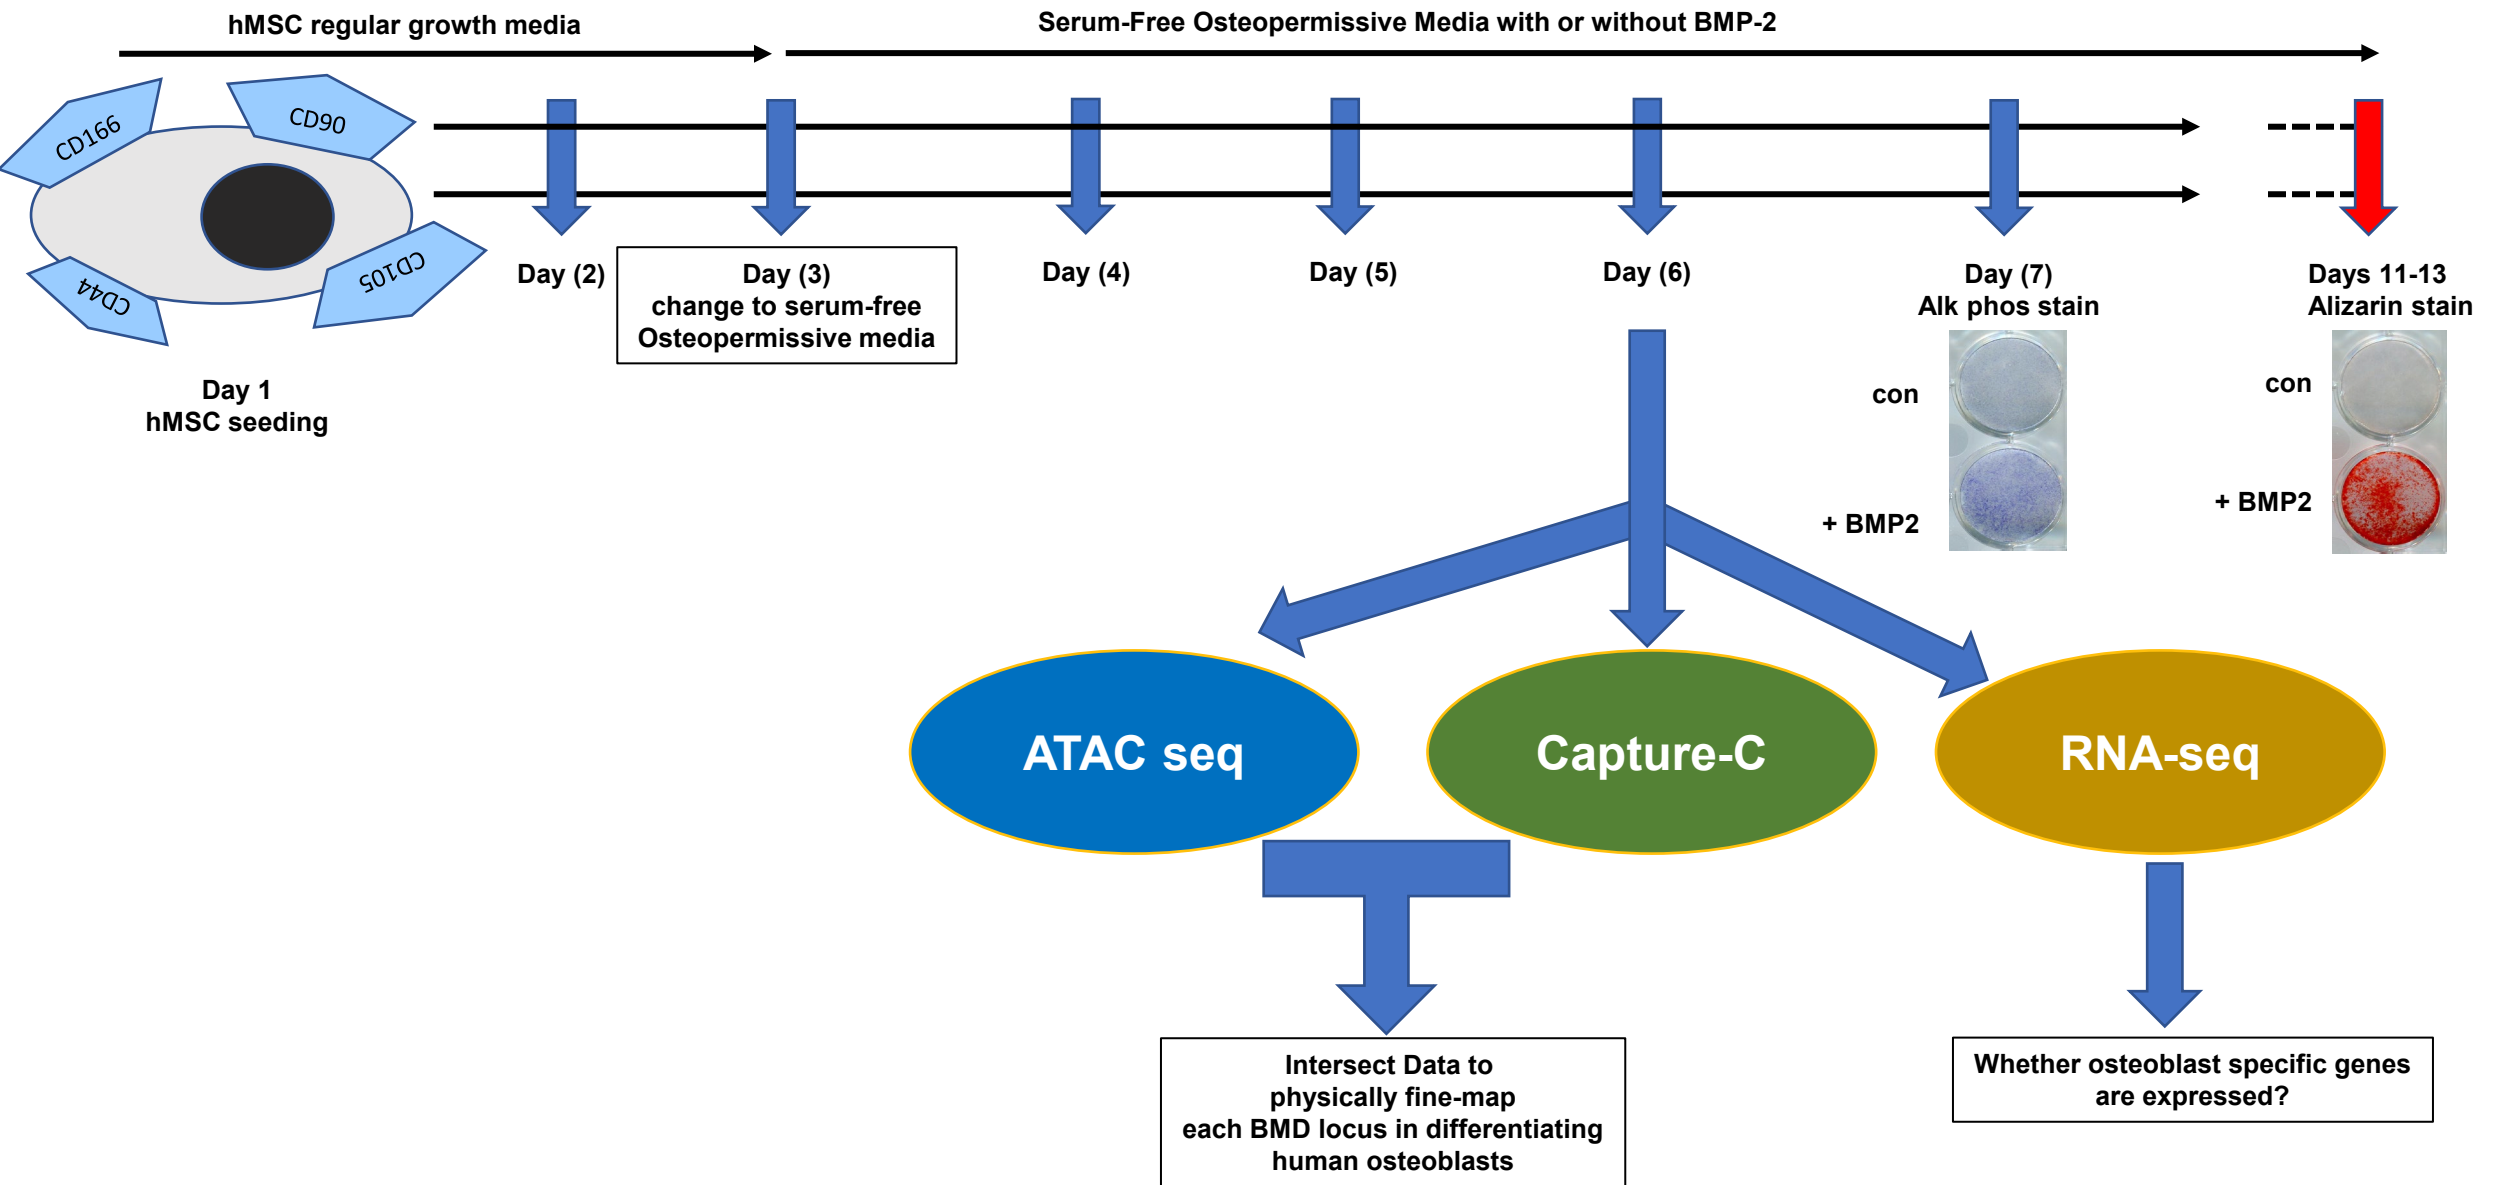 hMSC regular growth media
Serum-Free Osteopermissive Media with or without BMP-2
CD166
CD90
CD44
CD105
Day 1
hMSC seeding
Day (2)
Day (3)
change to serum-free
Osteopermissive media
Day (4)
Day (5)
Day (6)
Day (7)
Alk phos stain
con
+ BMP2
Days 11-13
Alizarin stain
con
+ BMP2
ATAC seq
Capture-C
RNA-seq
Intersect Data to
physically fine-map
each BMD locus in differentiating
human osteoblasts
Whether osteoblast specific genes
are expressed?